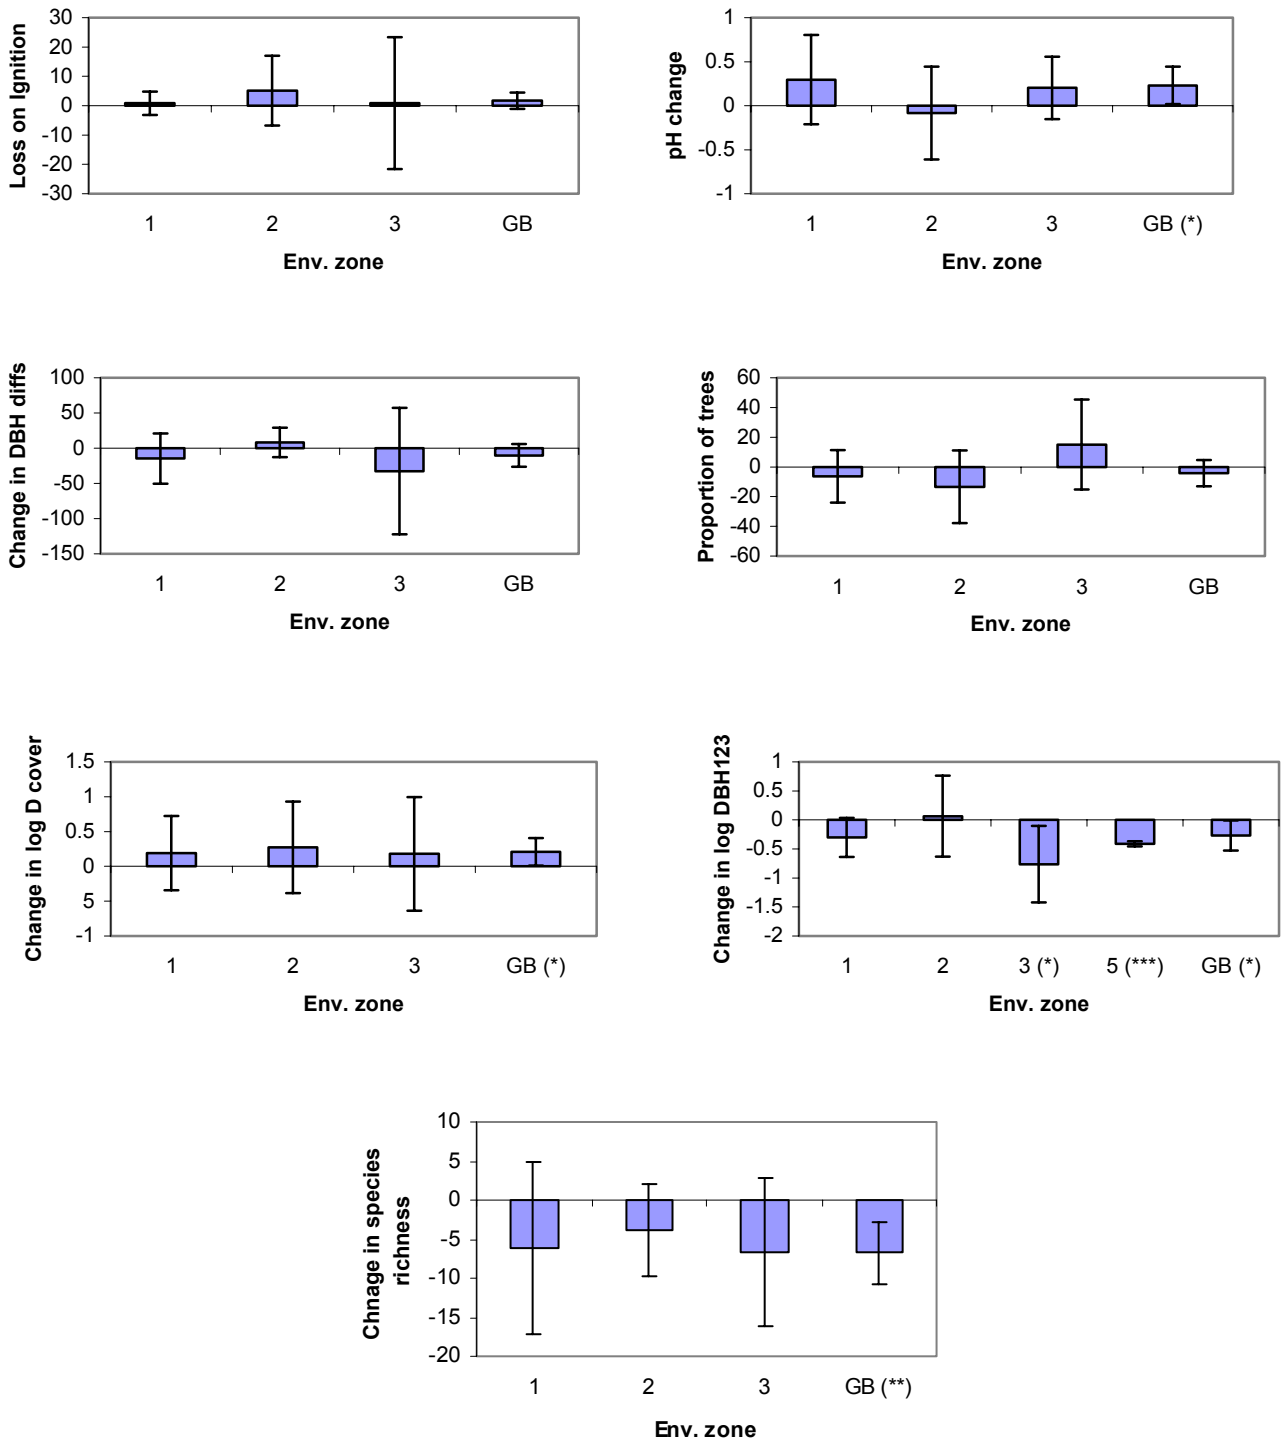 Loss on Ignition
30
20
10
0
-10
-20
-30
1 2 3 GB
Env. zone
pH change
1
0.5
0
-0.5
-1
1 2 3 GB (*)
Env. zone
Change in DBH diffs
100
50
0
-50
-100
-150
1 2 3 GB
Env. zone
Proportion of trees
60
40
20
0
-20
-40
-60
1 2 3 GB
Env. zone
Change in log D cover
1.5
1
0.5
0
5
-1
1 2 3 GB (*)
Env. zone
Change in log DBH123
1
0.5
0
-0.5
-1
-1.5
-2
1 2 3 (*) 5 (***) GB (*)
Env. zone
Chnage in species
richness
10
5
0
-5
-10
-15
-20
1 2 3 GB (**)
Env. zone